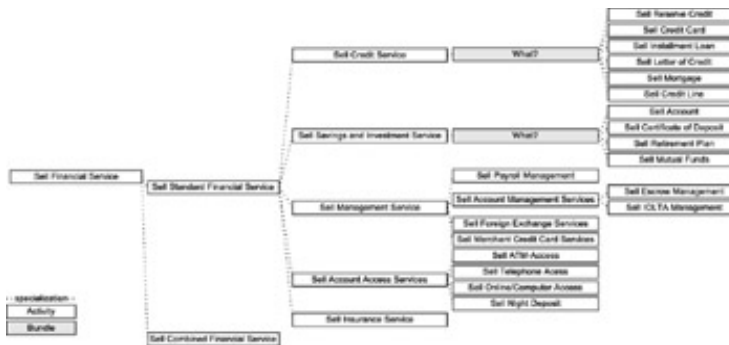 Sell Reserve Credit
Sell Credit Card
Sell Credit Service
What?
Sell Installment Loan
Sell Letter of Credit
Sell Mortgage
Sell Credit Line
Sell Account
Sell Savings and Investment Service
What?
Sell Certificate of Deposit
Sell Retirement Plan
Sell Mutual Funds
Sell Financial Service
Sell Standard Financial Service
Sell Payroll Management
Sell Management Service
Sell Account Management Services
Sell Escrow Management
Sell IOLTA Management
Sell Foreign Exchange Services
Sell Merchant Credit Card Services
Sell ATM-Access
Sell Account Access Services
Sell Telephone Acess
Sell Online/Computer Access
Sell Night Deposit
Sell Insurance Service
Sell Combined Financial Service
specialization
Activity
Bundle